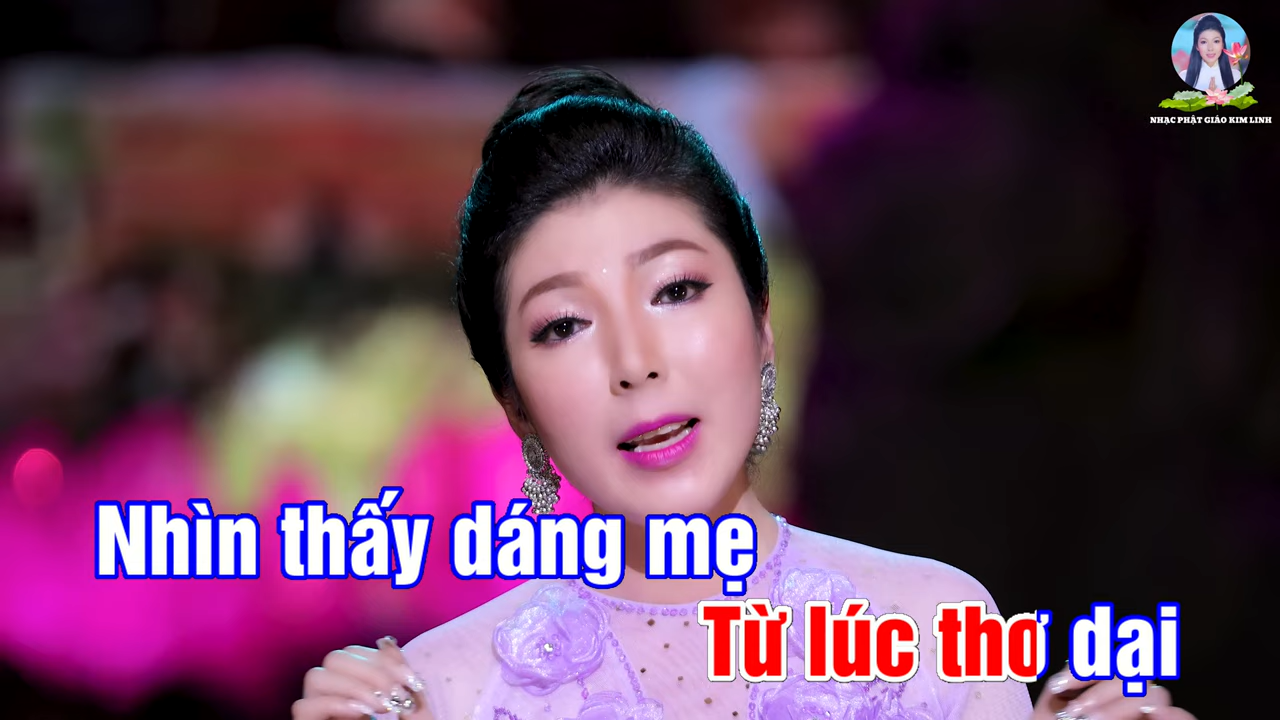 NHẠC PHẬT GIÁO KIM LINH
Nhìn thấy dáng mẹ
Từ lúc thơ dại